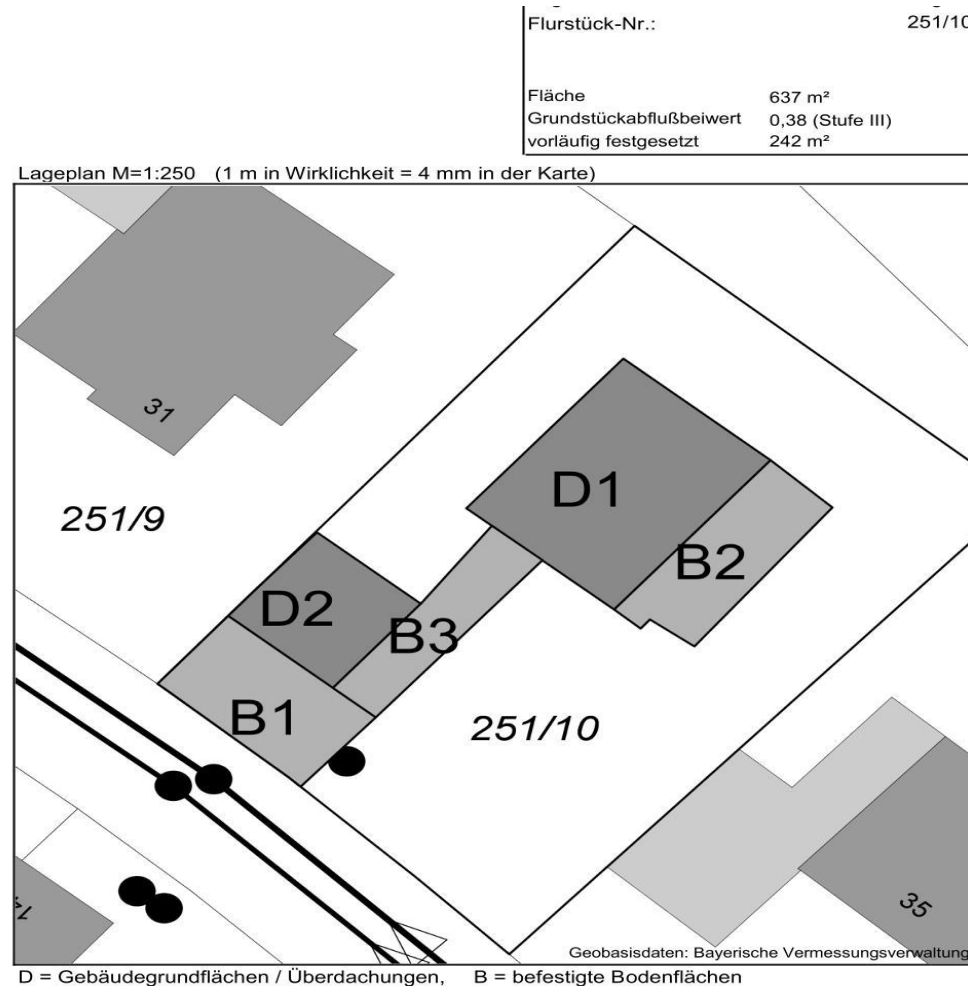 Flurstück-Nr.: 251/10
Fläche 637 m²
Grundstückabflußbeiwert 0,38 (Stufe III)
vorläufig festgesetzt 242 m²
Lageplan M=1:250 (1 m in Wirklichkeit = 4 mm in der Karte)
31
251/9
D1
B2
D2
B3
B1
251/10
35
Geobasisdaten: Bayerische Vermessungsverwaltung
D = Gebäudegrundflächen / Überdachungen, B = befestigte Bodenflächen